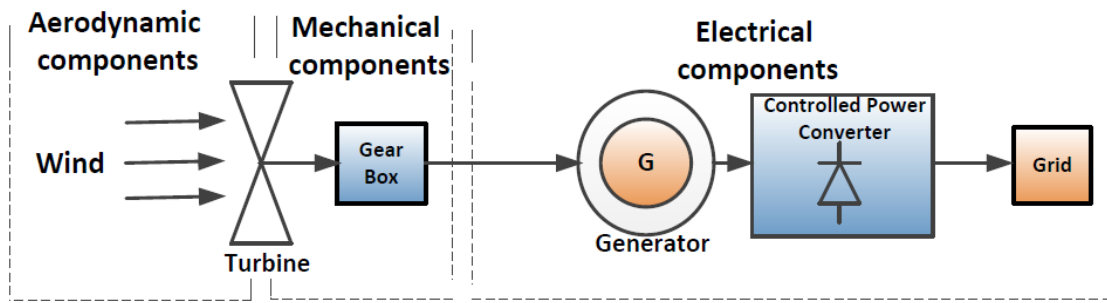 Aerodynamic
components
Mechanical
components
Electrical
components
Wind
Turbine
Gear
Box
G
Generator
Controlled Power
Converter
Grid